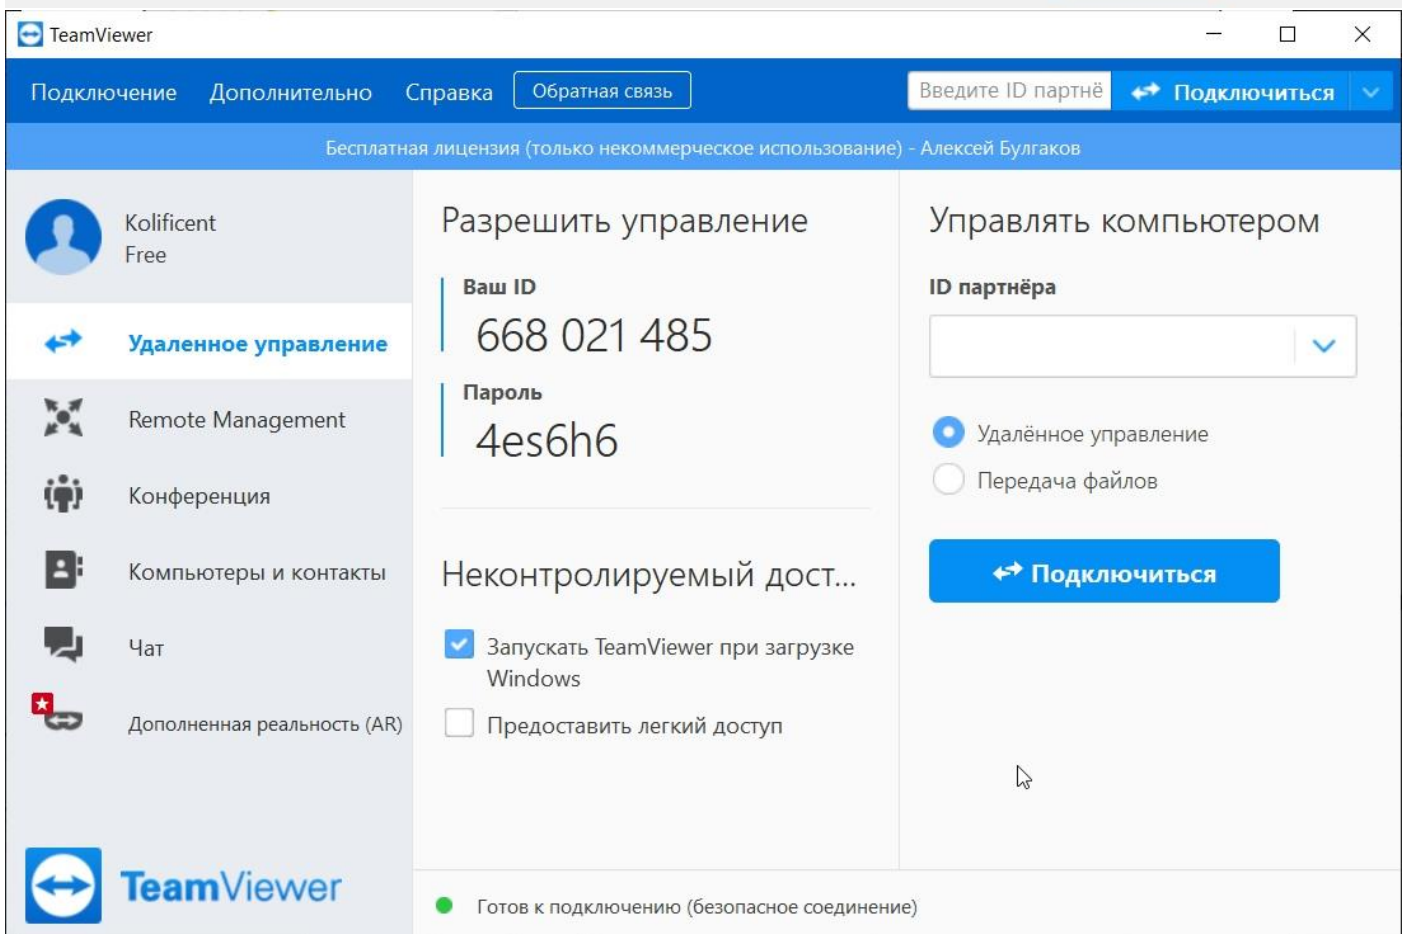 TeamViewer
Подключение Дополнительно Справка Обратная связь Введите ID партнё Подключиться
Бесплатная лицензия (только некоммерческое использование) - Алексей Булгаков
Kolificent
Free
Удаленное управление
Remote Management
Конференция
Компьютеры и контакты
Чат
Дополненная реальность (AR)
TeamViewer
Разрешить управление
Ваш ID
668 021 485
Пароль
4es6h6
Неконтролируемый дост...
Запускать TeamViewer при загрузке
Windows
Предоставить легкий доступ
Управлять компьютером
ID партнёра
Удалённое управление
Передача файлов
Подключиться
Готов к подключению (безопасное соединение)